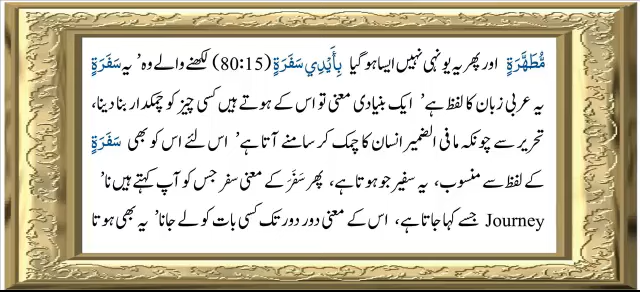 مُّطَهَّرَةٍ اور پھر یہ یونہی نہیں ایسا ہو گیا بِأَيْدِي سَفَرَةٍ (80:15) لکھنے والے وہ' یہ سَفَرَةٍ
یہ عربی زبان کا لفظ ہے' ایک بنیادی معنی تو اس کے ہوتے ہیں کسی چیز کو چمکدار بنا دینا،
تحریر سے چونکہ ما فی الضمیر انسان کا چمک کر سامنے آتا ہے' اس لئے اس کو بھی سَفَرَةٍ
کے لفظ سے منسوب، یہ سفیر جو ہوتا ہے، پھر سَفَرَ کے معنی سفر جس کو آپ کہتے ہیں نا'
Journey جسے کہا جاتا ہے، اس کے معنی دور دور تک کسی بات کو لے جانا' یہ بھی ہوتا